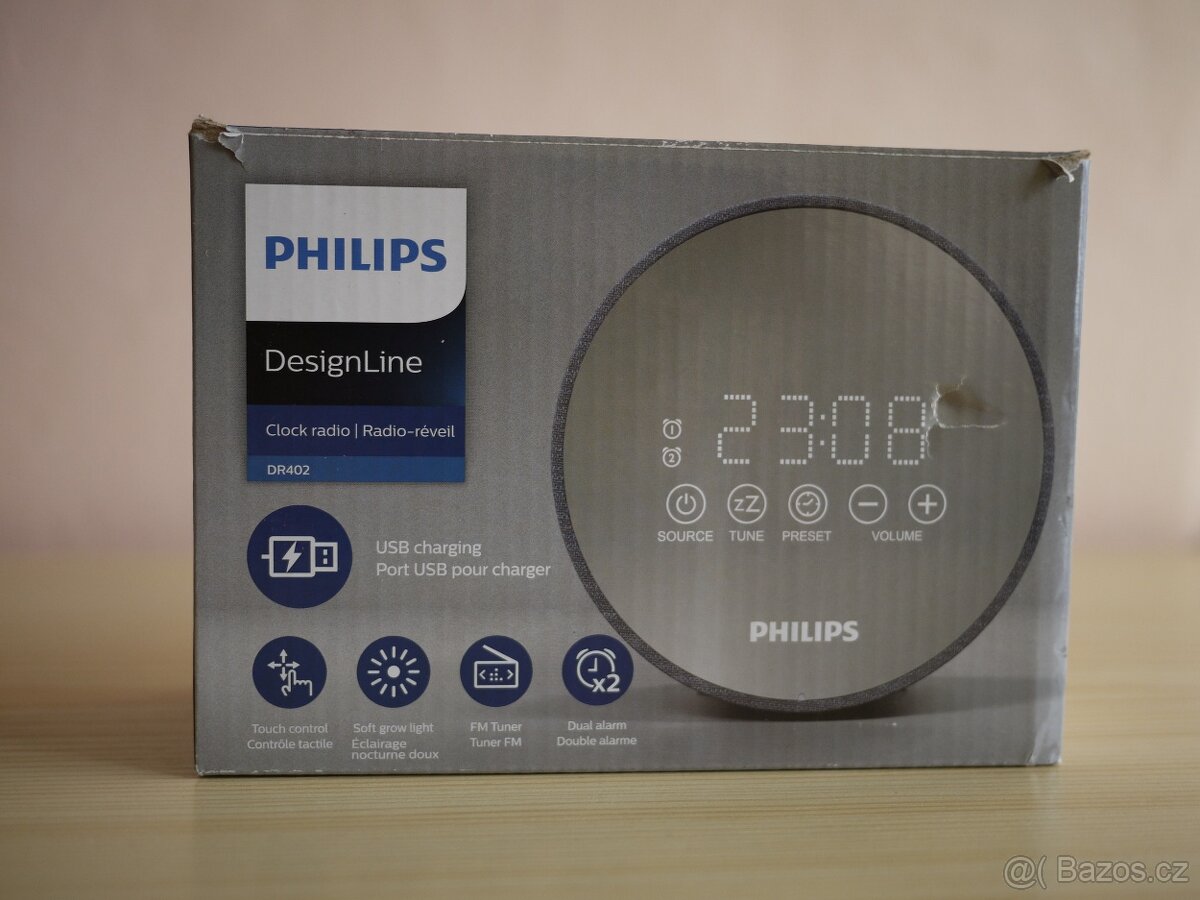 PHILIPS
DesignLine
Clock radio | Radio-réveil
DR402
USB charging
Port USB pour charger
Touch control
Contrôle tactile
Soft grow light
Éclairage
nocturne doux
FM Tuner
Tuner FM
x2
Dual alarm
Double alarme
23:08
2
zZ
SOURCE TUNE PRESET VOLUME
PHILIPS
@( Bazos.cz